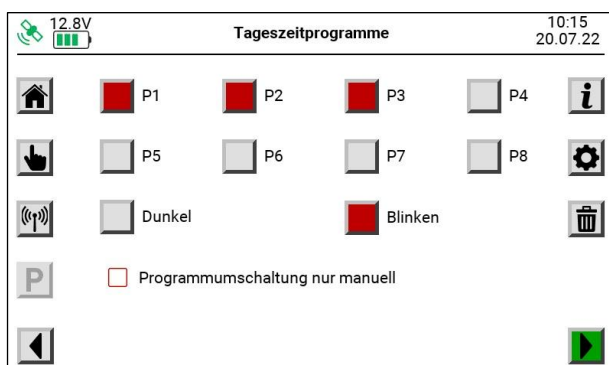 12.8V Tageszeitprogramme 10:15
20.07.22
P1 P2 P3 P4
P5 P6 P7 P8
Dunkel Blinken
P Programmumschaltung nur manuell